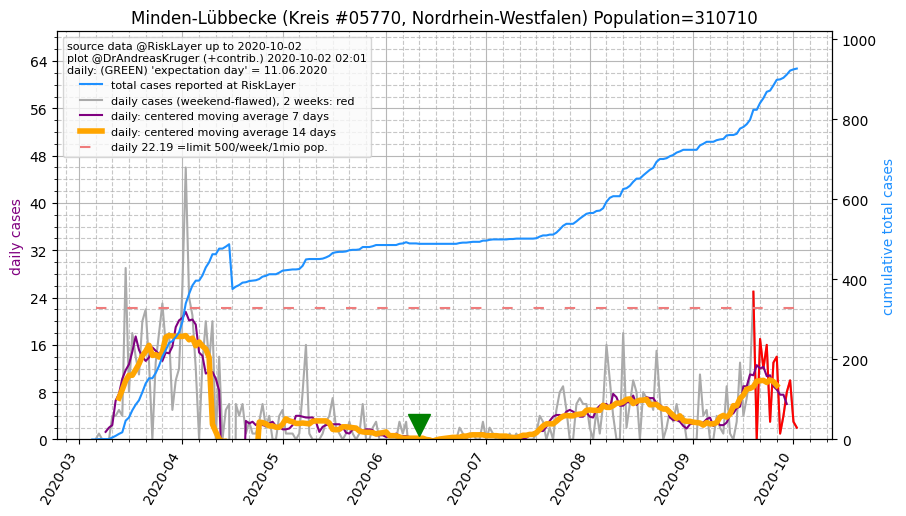 Minden-Lübbecke (Kreis #05770, Nordrhein-Westfalen) Population=310710
source data @RiskLayer up to 2020-10-02
plot @DrAndreasKruger (+contrib.) 2020-10-02 02:01
daily: (GREEN) 'expectation day' = 11.06.2020
total cases reported at RiskLayer
daily cases (weekend-flawed), 2 weeks: red
daily: centered moving average 7 days
daily: centered moving average 14 days
daily 22.19 =limit 500/week/1mio pop.
daily cases
64
56
48
40
32
24
16
8
0
1000
800
600
400
200
0
cumulative total cases
2020-03
2020-04
2020-05
2020-06
2020-07
2020-08
2020-09
2020-10